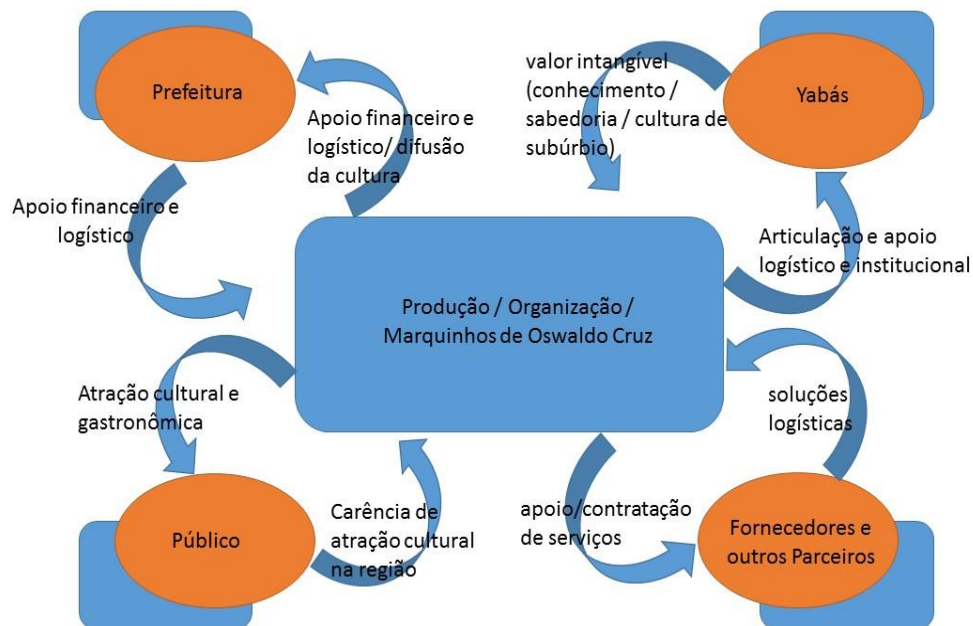 Prefeitura
Apoio financeiro e
logístico/ difusão
da cultura
valor intangível
(conhecimento /
sabedoria / cultura de
subúrbio)
Yabás
Apoio financeiro e
logístico
Articulação e apoio
logístico e institucional
Produção / Organização /
Marquinhos de Oswaldo Cruz
Atração cultural e
gastronômica
soluções
logísticas
Público
Carência de
atração cultural
na região
apoio/contratação
de serviços
Fornecedores e
outros Parceiros